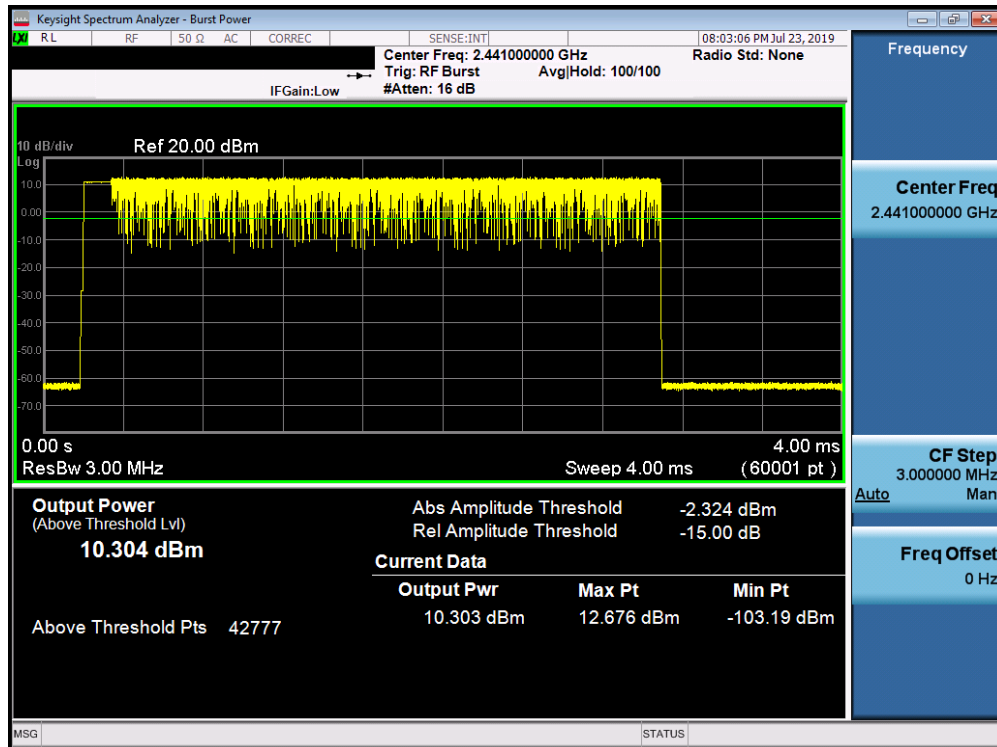 Keysight Spectrum Analyzer - Burst Power
LXI RL RF 50 Ω AC CORREC SENSE:INT 08:03:06 PM Jul 23, 2019
Center Freq: 2.441000000 GHz Radio Std: None
Trig: RF Burst Avg|Hold: 100/100
IFGain:Low #Atten: 16 dB
Frequency
10 dB/div Ref 20.00 dBm
Log
10.0
0.00
-10.0
-20.0
-30.0
-40.0
-50.0
-60.0
-70.0
0.00 s 4.00 ms
ResBw 3.00 MHz Sweep 4.00 ms (60001 pt)
Center Freq
2.441000000 GHz
CF Step
3.000000 MHz
Auto Man
Freq Offset
0 Hz
Output Power
(Above Threshold Lvl)
10.304 dBm
Above Threshold Pts 42777
Abs Amplitude Threshold -2.324 dBm
Rel Amplitude Threshold -15.00 dB
Current Data
Output Pwr Max Pt Min Pt
10.303 dBm 12.676 dBm -103.19 dBm
MSG STATUS